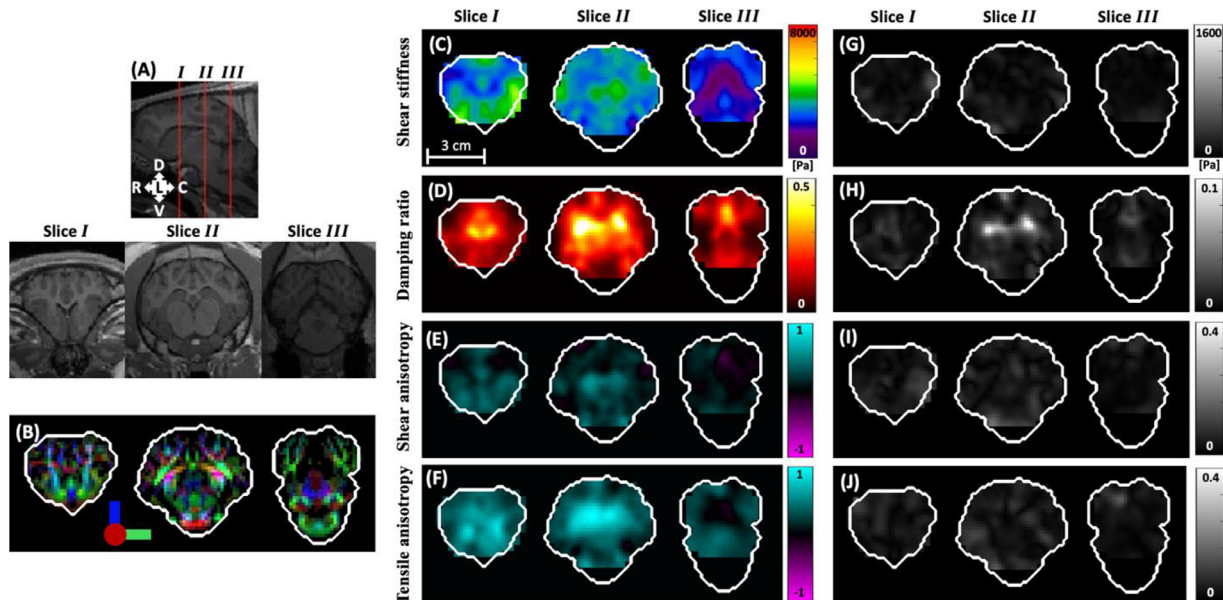 Slice I Slice II Slice III Slice I Slice II Slice III
(A) I II III
D
R L C
V
Slice I Slice II Slice III
(B)
Shear stiffness
(C)
3 cm
8000
0
[Pa]
(G)
1600
0
[Pa]
Damping ratio
(D)
0.5
0
(H)
0.1
0
Shear anisotropy
(E)
1
-1
(I)
0.4
0
Tensile anisotropy
(F)
1
-1
(J)
0.4
0